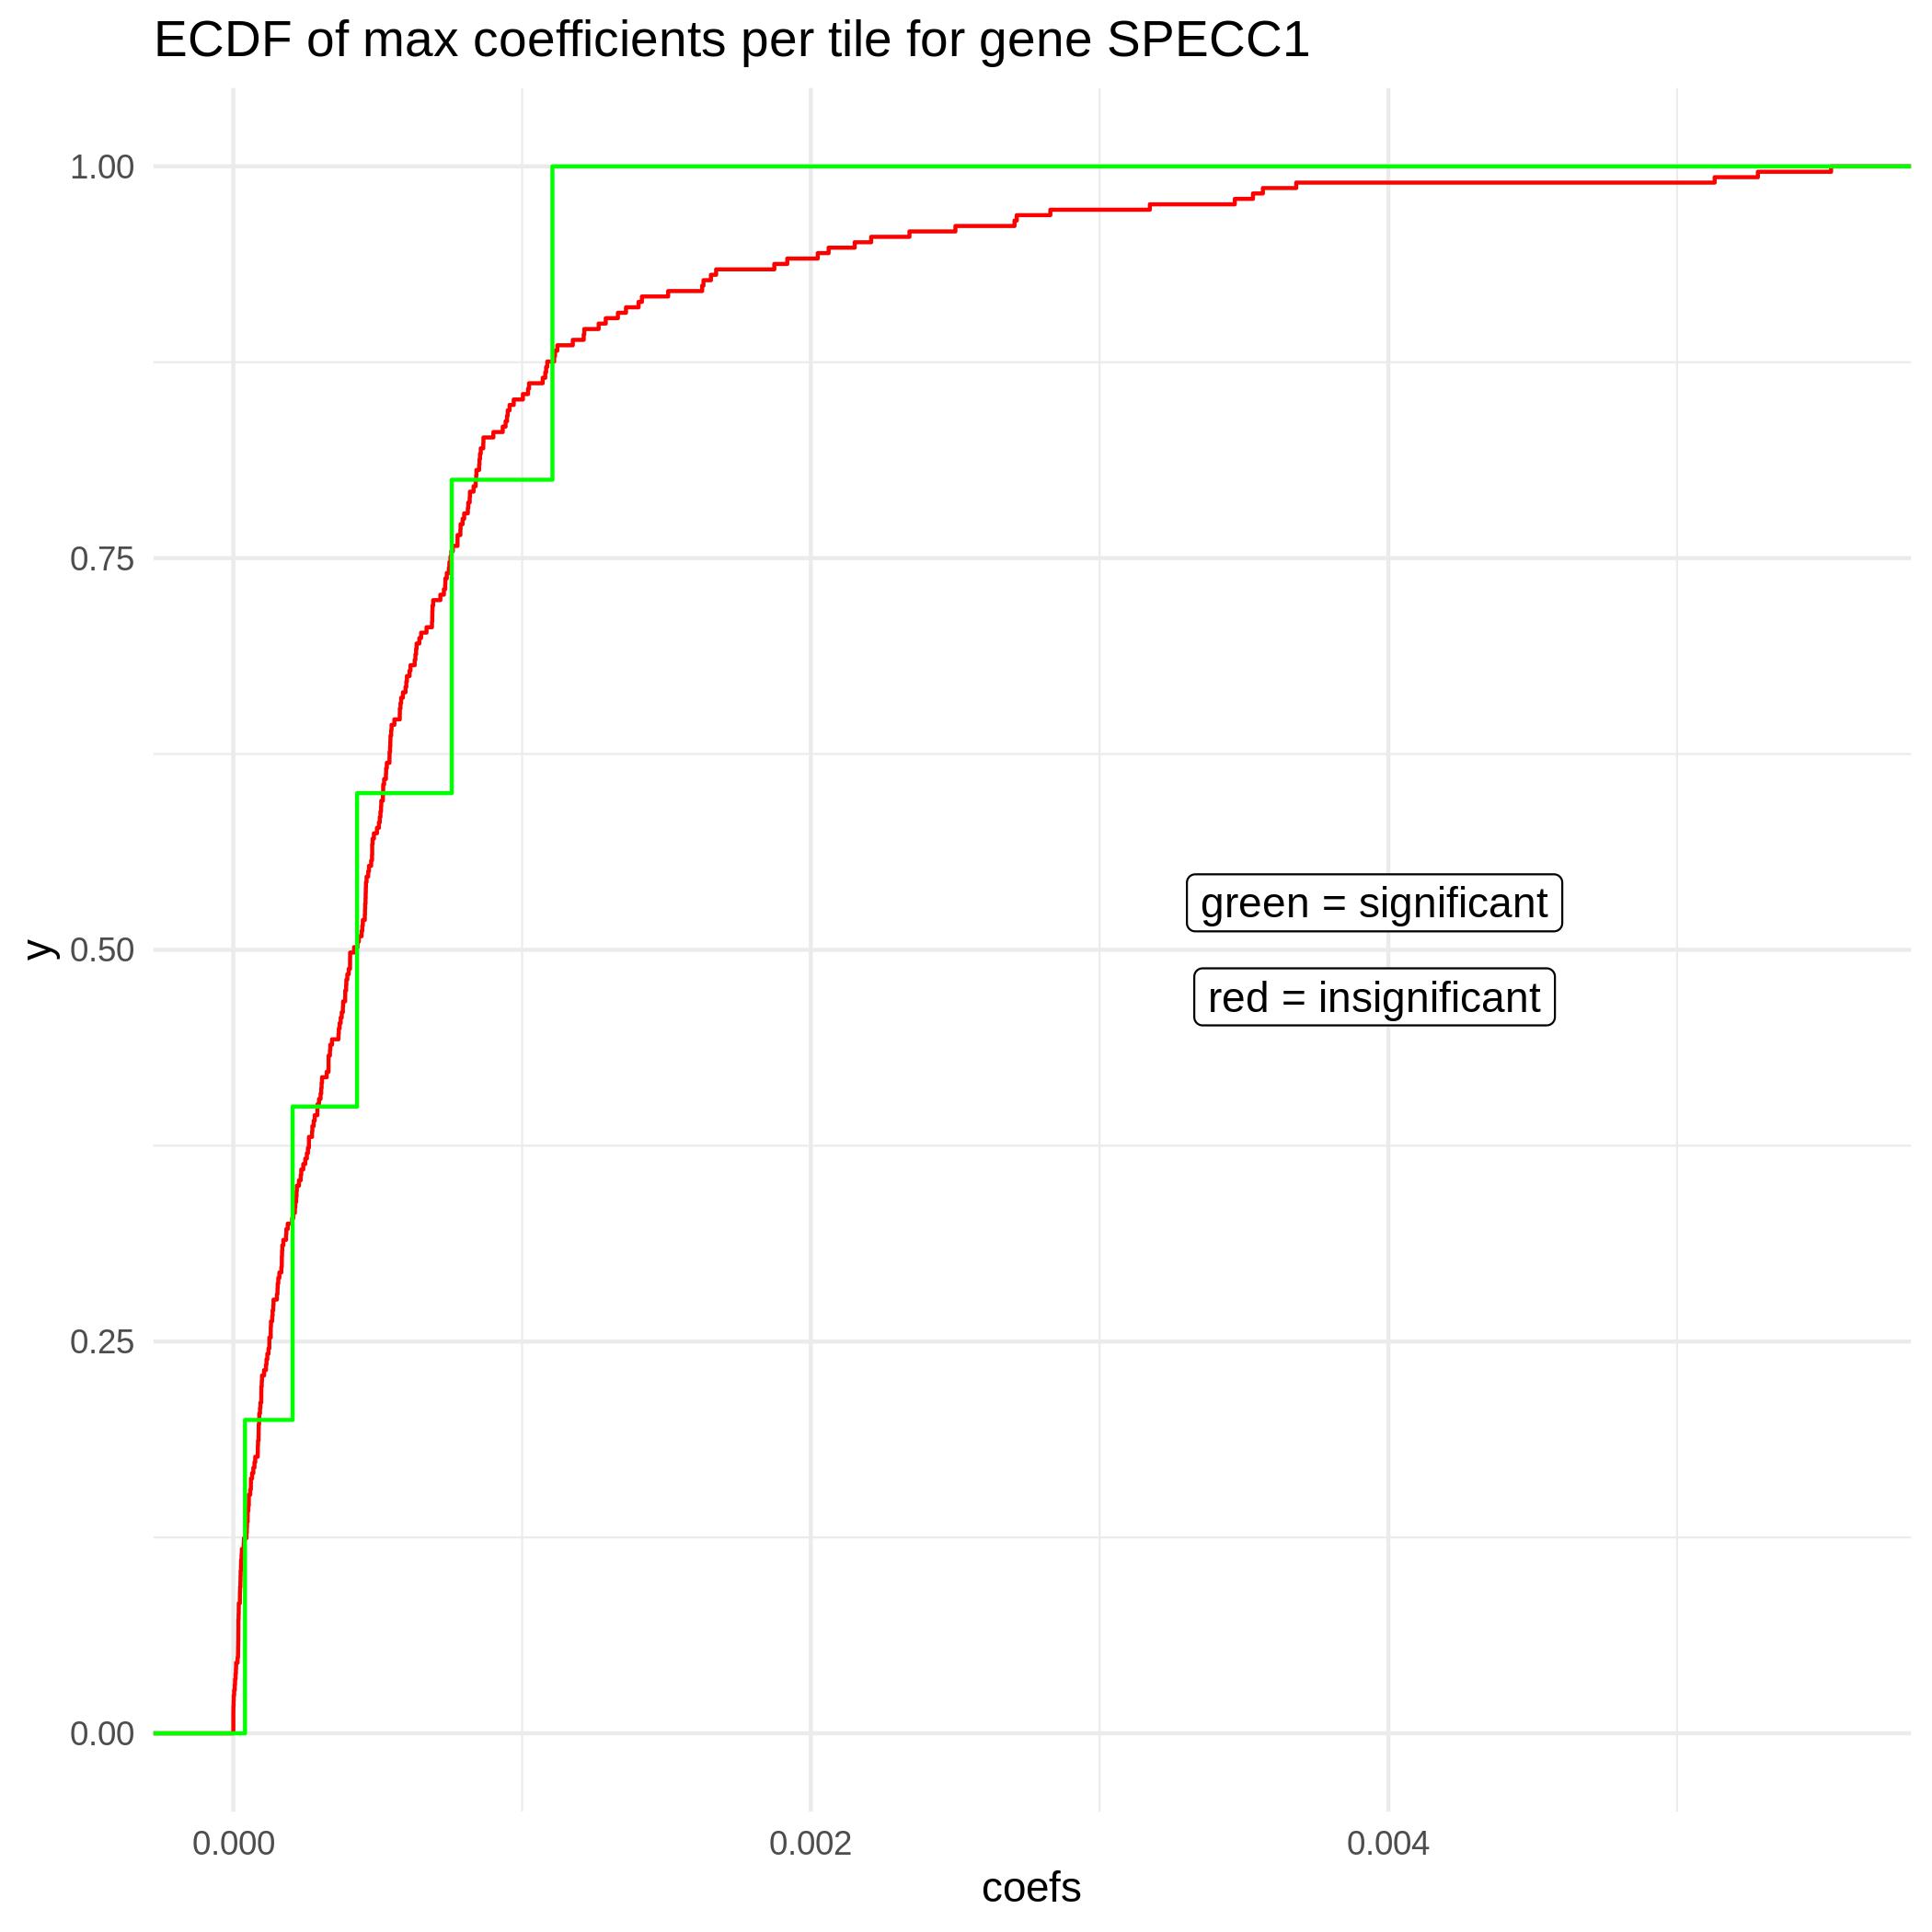 ECDF of max coefficients per tile for gene SPECC1
1.00
0.75
0.50
0.25
0.00
y
green = significant
red = insignificant
0.000
0.002
0.004
coefs